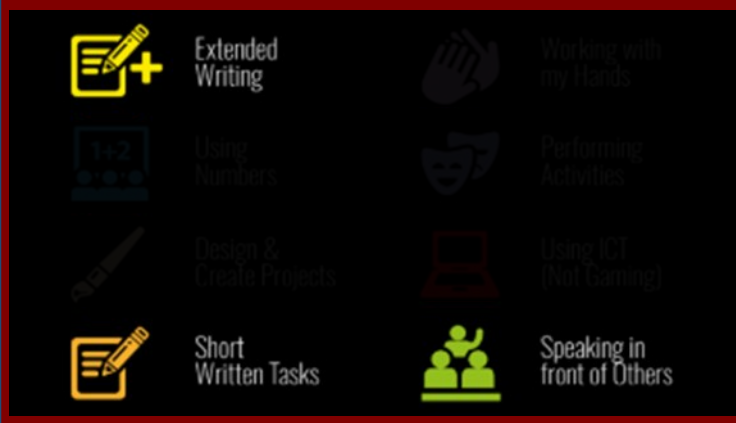 Extended
Writing
Working with
my Hands
1+2
Using
Numbers
Performing
Activities
Design &
Create Projects
Using ICT
(Not Gaming)
Short
Written Tasks
Speaking in
front of Others